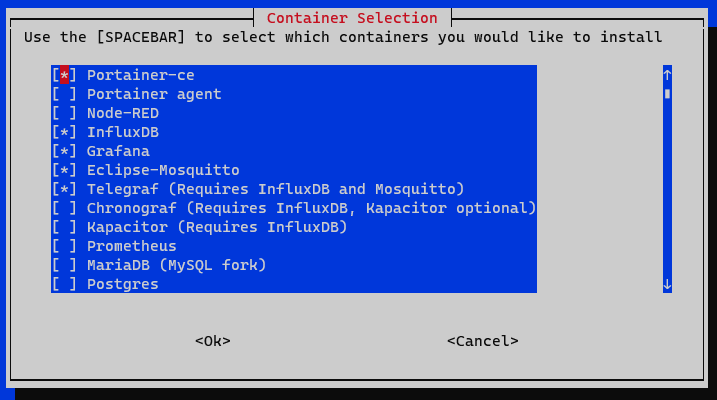 Container Selection
Use the [SPACEBAR] to select which containers you would like to install
[*] Portainer-ce
[ ] Portainer agent
[ ] Node-RED
[*] InfluxDB
[*] Grafana
[*] Eclipse-Mosquitto
[*] Telegraf (Requires InfluxDB and Mosquitto)
[ ] Chronograf (Requires InfluxDB, Kapacitor optional)
[ ] Kapacitor (Requires InfluxDB)
[ ] Prometheus
[ ] MariaDB (MySQL fork)
[ ] Postgres
<Ok> <Cancel>